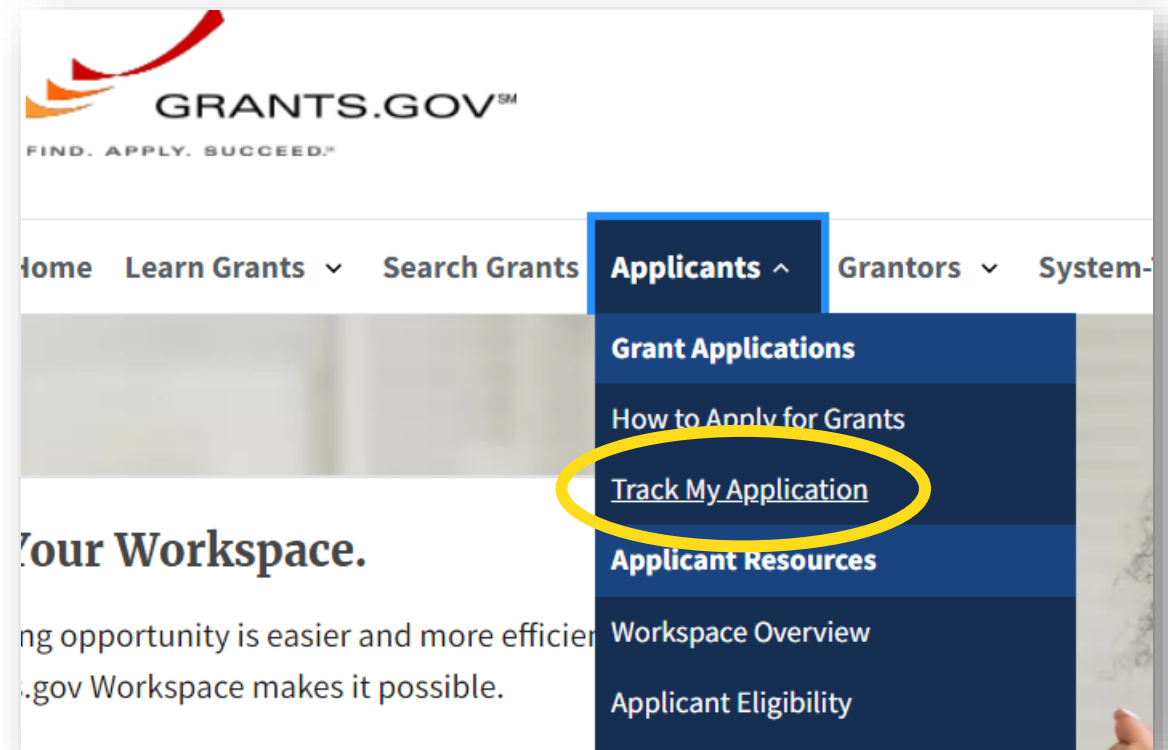 GRANTS.GOV℠
FIND. APPLY. SUCCEED.℠
Home Learn Grants Search Grants Applicants Grantors System-
Grant Applications
How to Apply for Grants
Track My Application
Your Workspace.
Applicant Resources
opportunity is easier and more
Workspace Overview
.gov Workspace makes it possible.
Applicant Eligibility